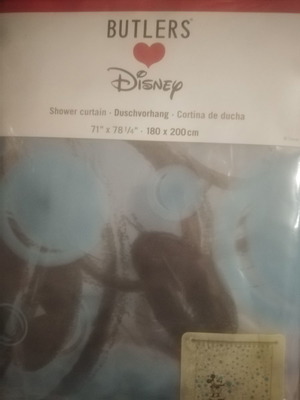 BUTLERS
Disney
Shower curtain · Duschvorhang · Cortina de ducha
71" x 78 3/4" · 180 x 200 cm